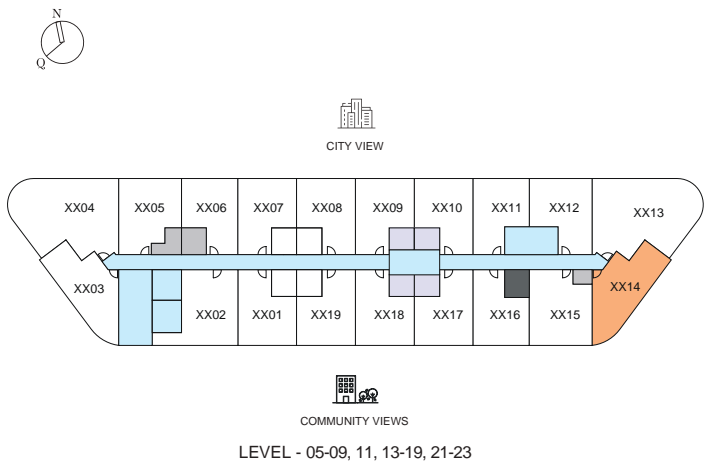 N
Q
CITY VIEW
XX04 XX05 XX06 XX07 XX08 XX09 XX10 XX11 XX12 XX13
XX03 XX14
XX02 XX01 XX19 XX18 XX17 XX16 XX15
COMMUNITY VIEWS
LEVEL - 05-09, 11, 13-19, 21-23